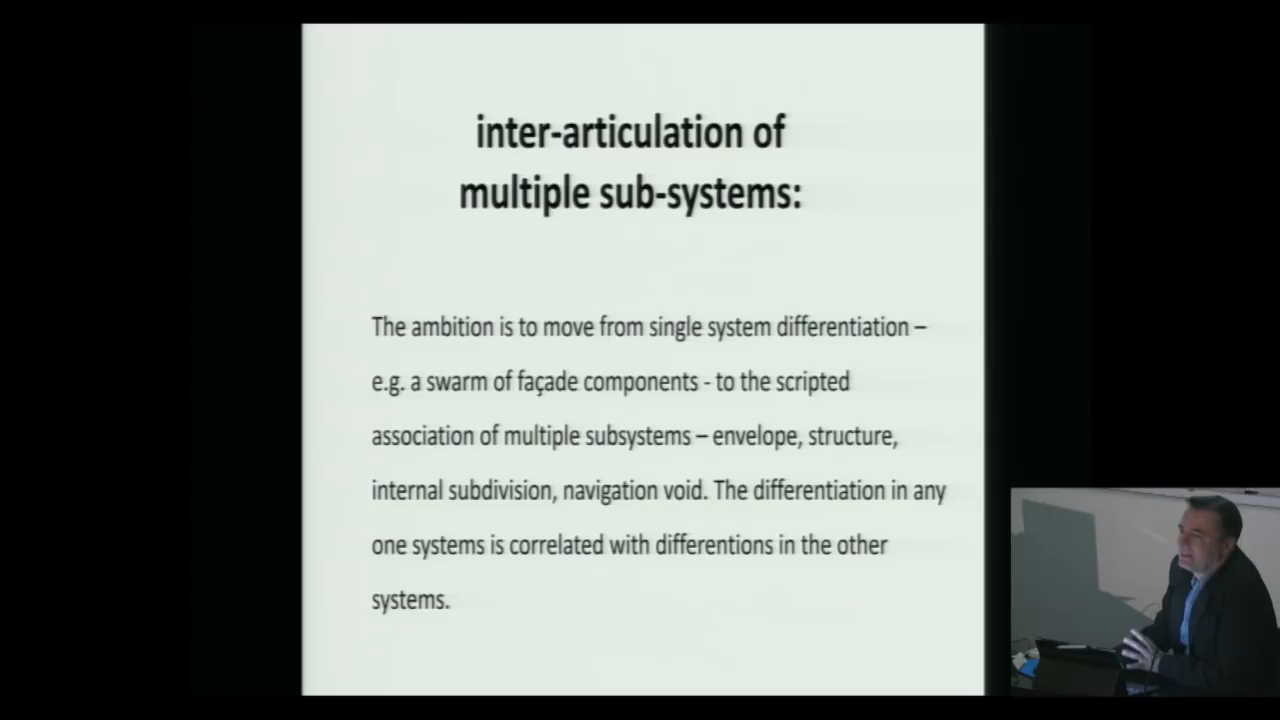 inter-articulation of
multiple sub-systems:
The ambition is to move from single system differentiation –
e.g. a swarm of façade components - to the scripted
association of multiple subsystems – envelope, structure,
internal subdivision, navigation void. The differentiation in any
one systems is correlated with differentions in the other
systems.